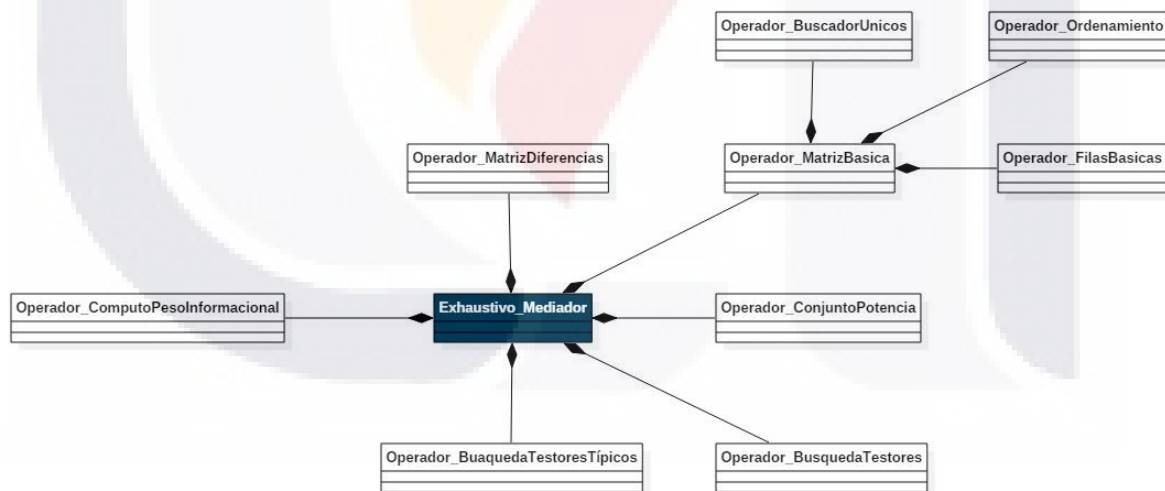 Operador_BuscadorUnicos
Operador_Ordenamiento
Operador_MatrizDiferencias
Operador_MatrizBasica
Operador_FilasBasicas
Operador_ComputoPesoInformacional
Exhaustivo_Mediador
Operador_ConjuntoPotencia
Operador_BuaquedaTestoresTípicos
Operador_BusquedaTestores